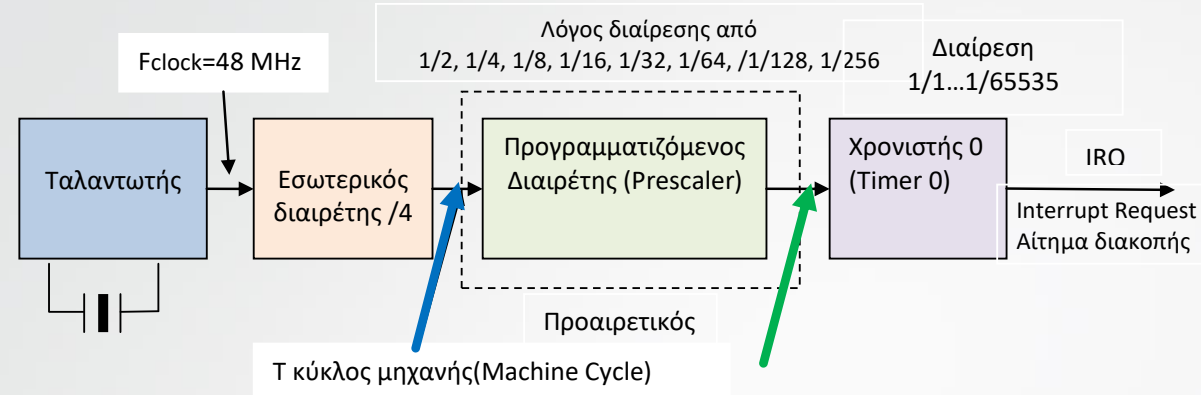 Λόγος διαίρεσης από
1/2, 1/4, 1/8, 1/16, 1/32, 1/64, /1/128, 1/256
Fclock=48 MHz
Διαίρεση
1/1...1/65535
Ταλαντωτής
Εσωτερικός
διαιρέτης /4
Προγραμματιζόμενος
Διαιρέτης (Prescaler)
Χρονιστής 0
(Timer 0)
IRQ
Interrupt Request
Αίτημα διακοπής
Προαιρετικός
Τ κύκλος μηχανής(Machine Cycle)